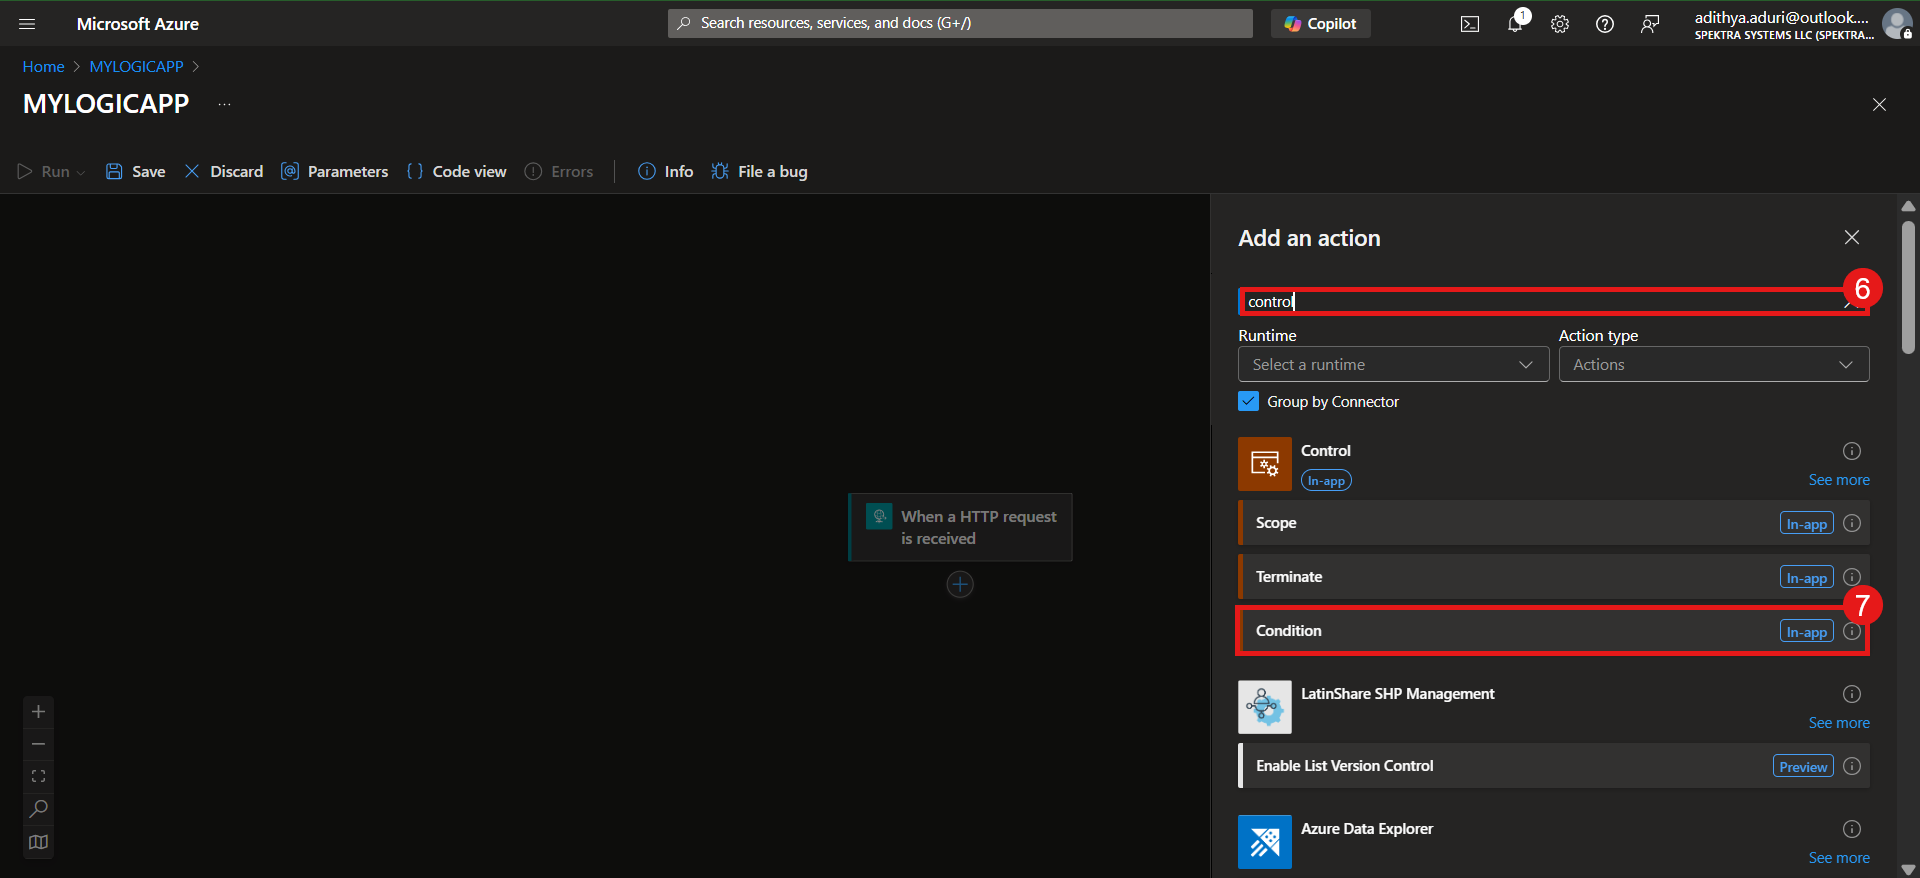 Microsoft Azure
Search resources, services, and docs (G+/)
Copilot
1
adithya.aduri@outlook....
SPEKTRA SYSTEMS LLC (SPEKTRA...
Home > MYLOGICAPP >
MYLOGICAPP ...
Run
Save
Discard
Parameters
Code view
Errors
Info
File a bug
When a HTTP request
is received
Add an action
control
6
Runtime
Action type
Select a runtime
Actions
Group by Connector
Control
In-app
See more
Scope
In-app
Terminate
In-app
7
Condition
In-app
LatinShare SHP Management
See more
Enable List Version Control
Preview
Azure Data Explorer
See more